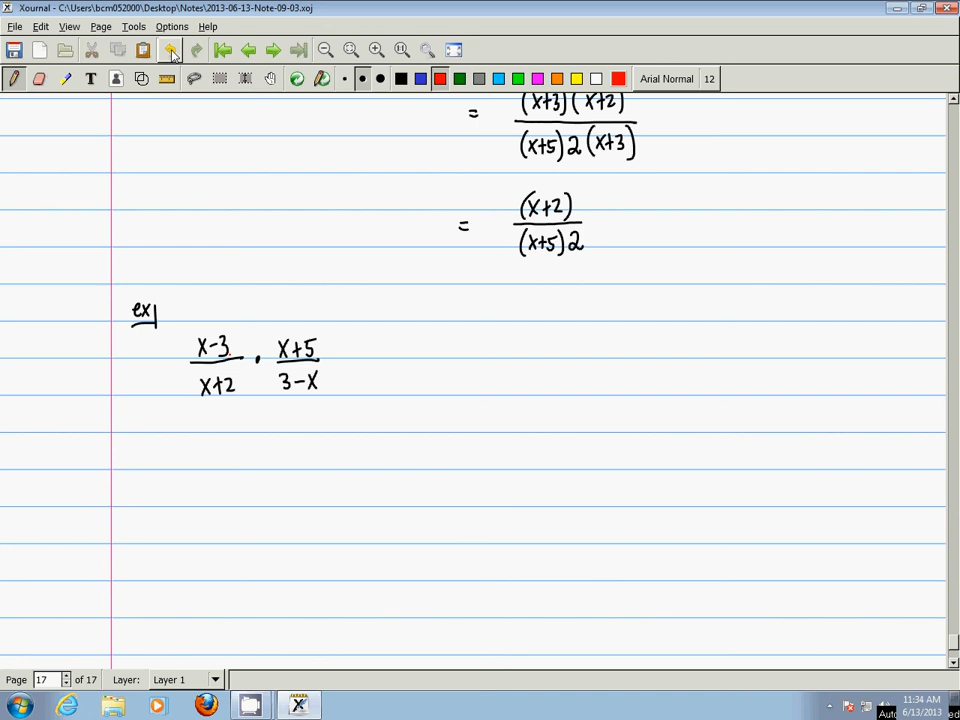 Xournal - C:\Users\bcm052000\Desktop\Notes\2013-06-13-Note-09-03.xoj
File Edit View Page Tools Options Help
Arial Normal 12
= (x+3)(x+2)
(x+5)2(x+3)
= (x+2)
(x+5)2
ex
x-3 · x+5
x+2 3-x
Page 17 of 17 Layer: Layer 1
11:34 AM
6/13/2013